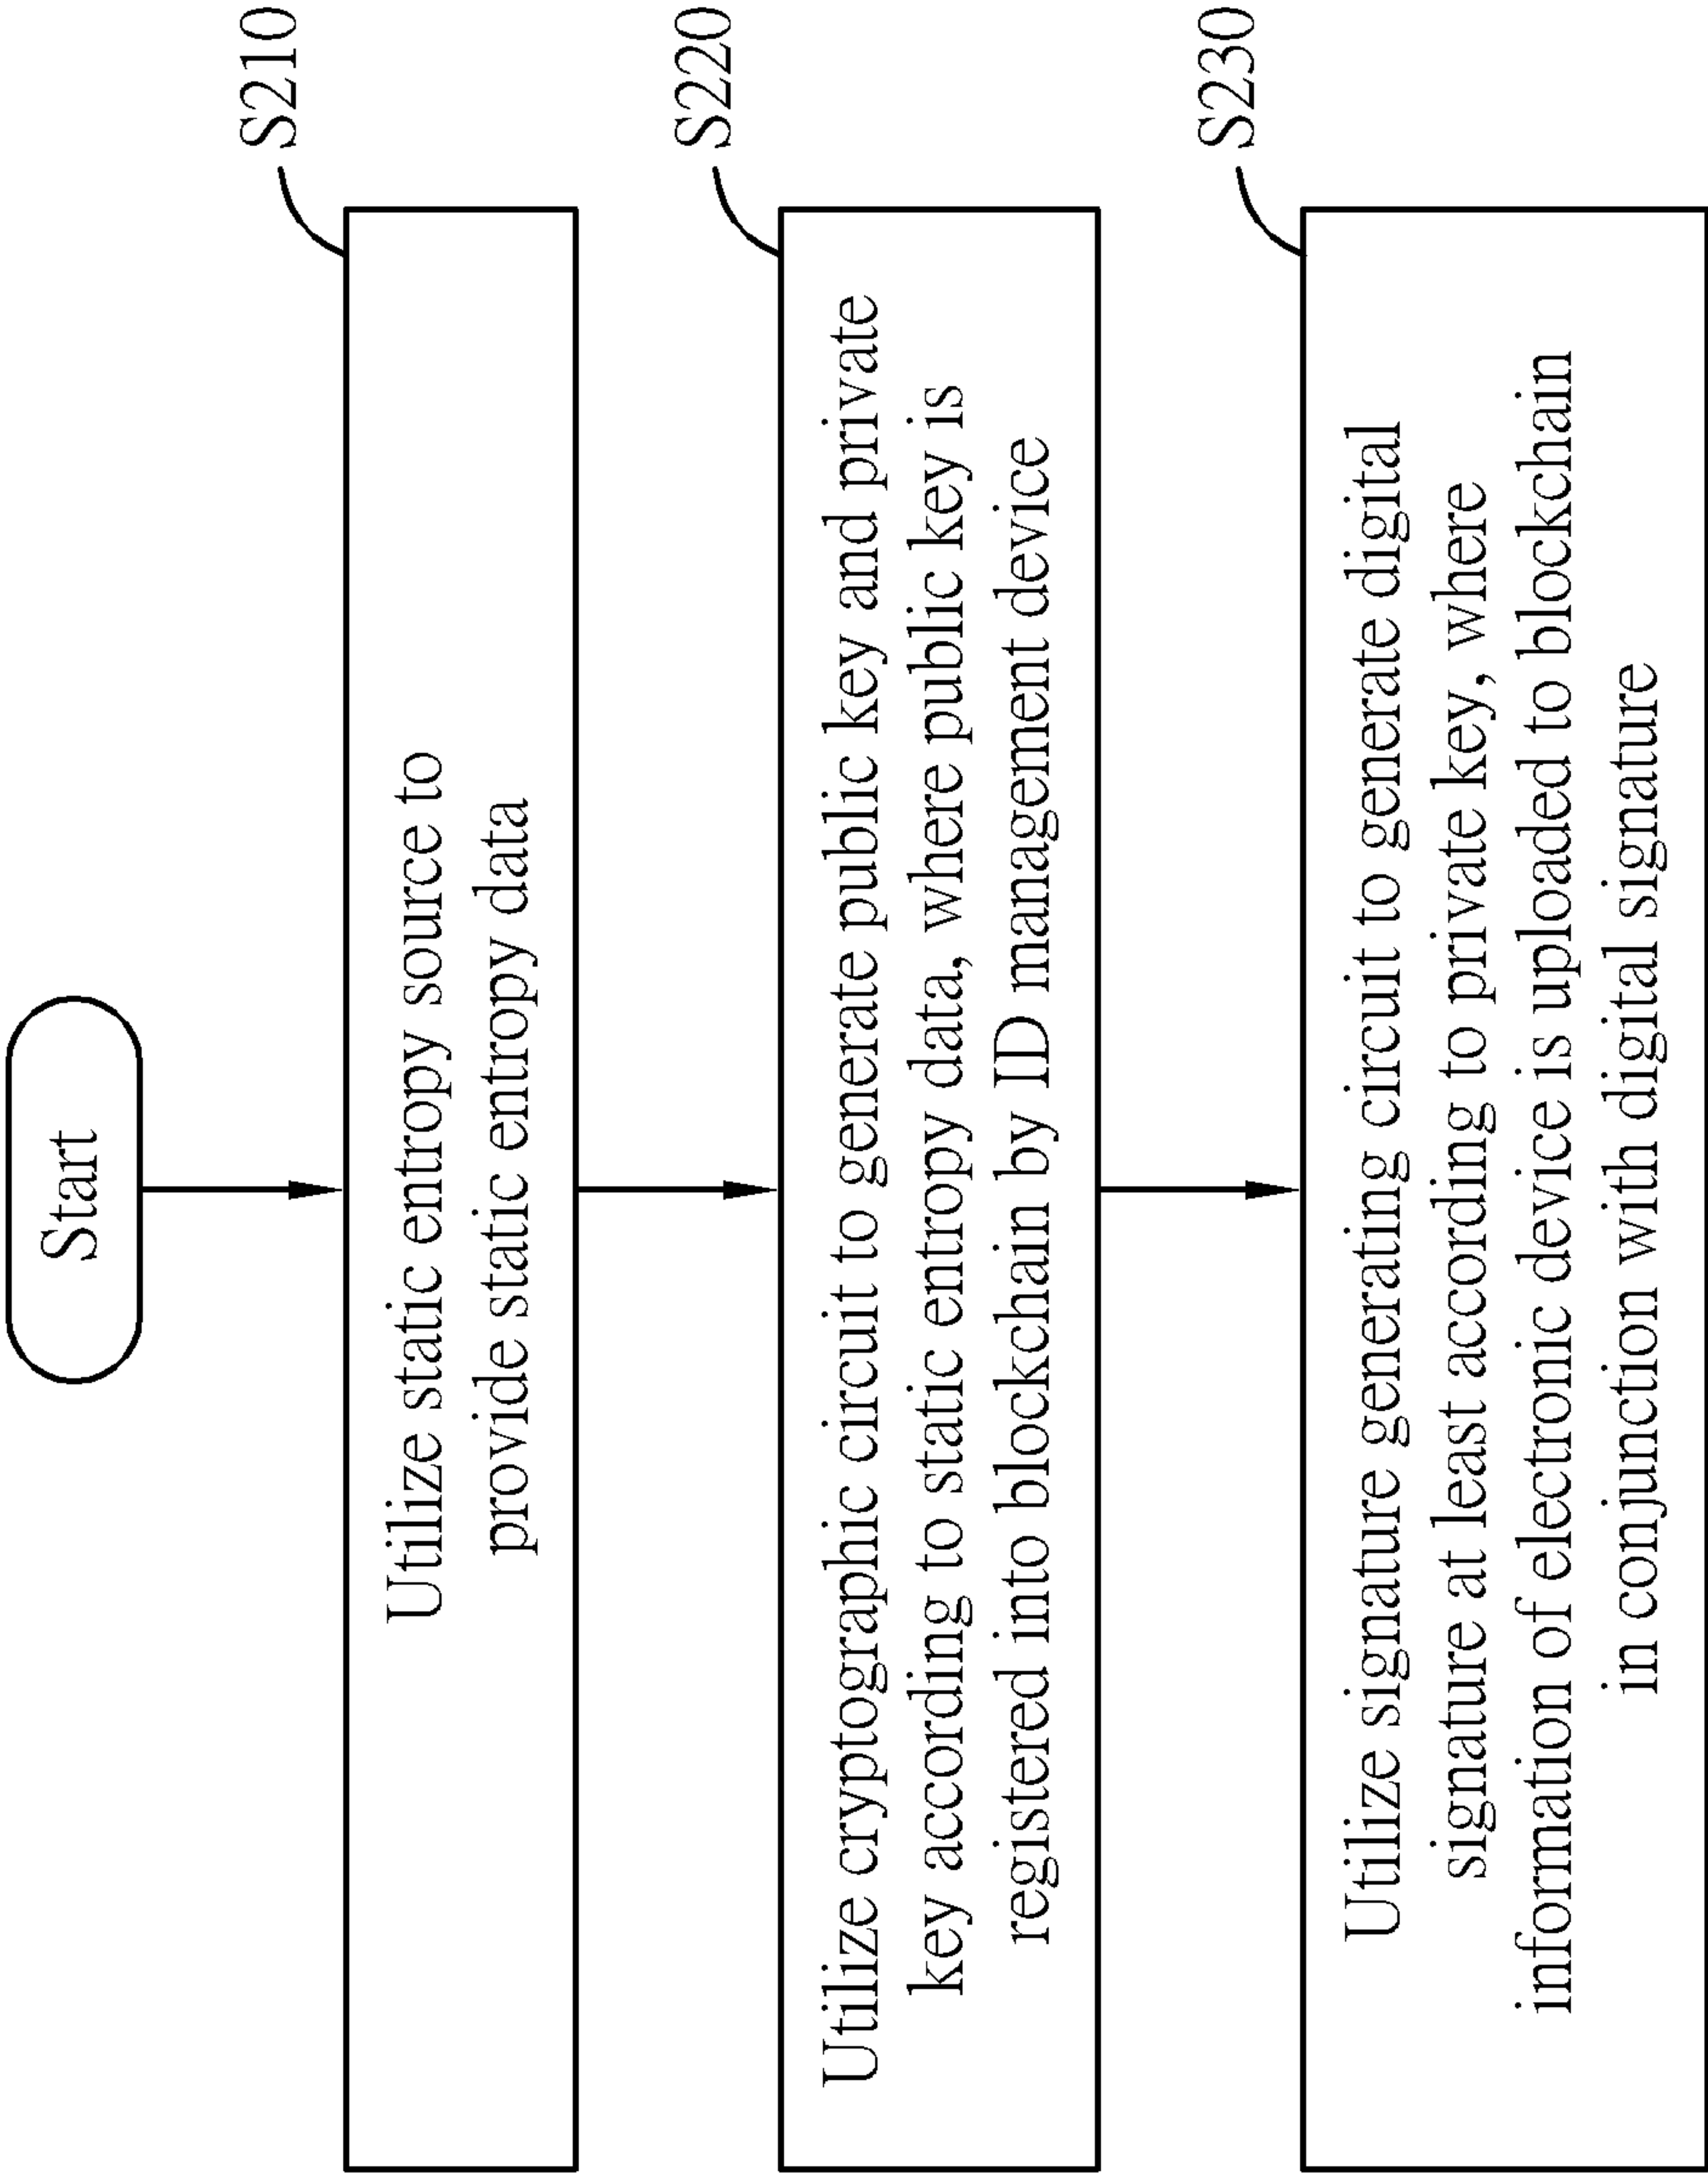 Start
S210
Utilize static entropy source to
provide static entropy data
S220
Utilize cryptographic circuit to generate public key and private
key according to static entropy data, where public key is
registered into blockchain by ID management device
S230
Utilize signature generating circuit to generate digital
signature at least according to private key, where
information of electronic device is uploaded to blockchain
in conjunction with digital signature